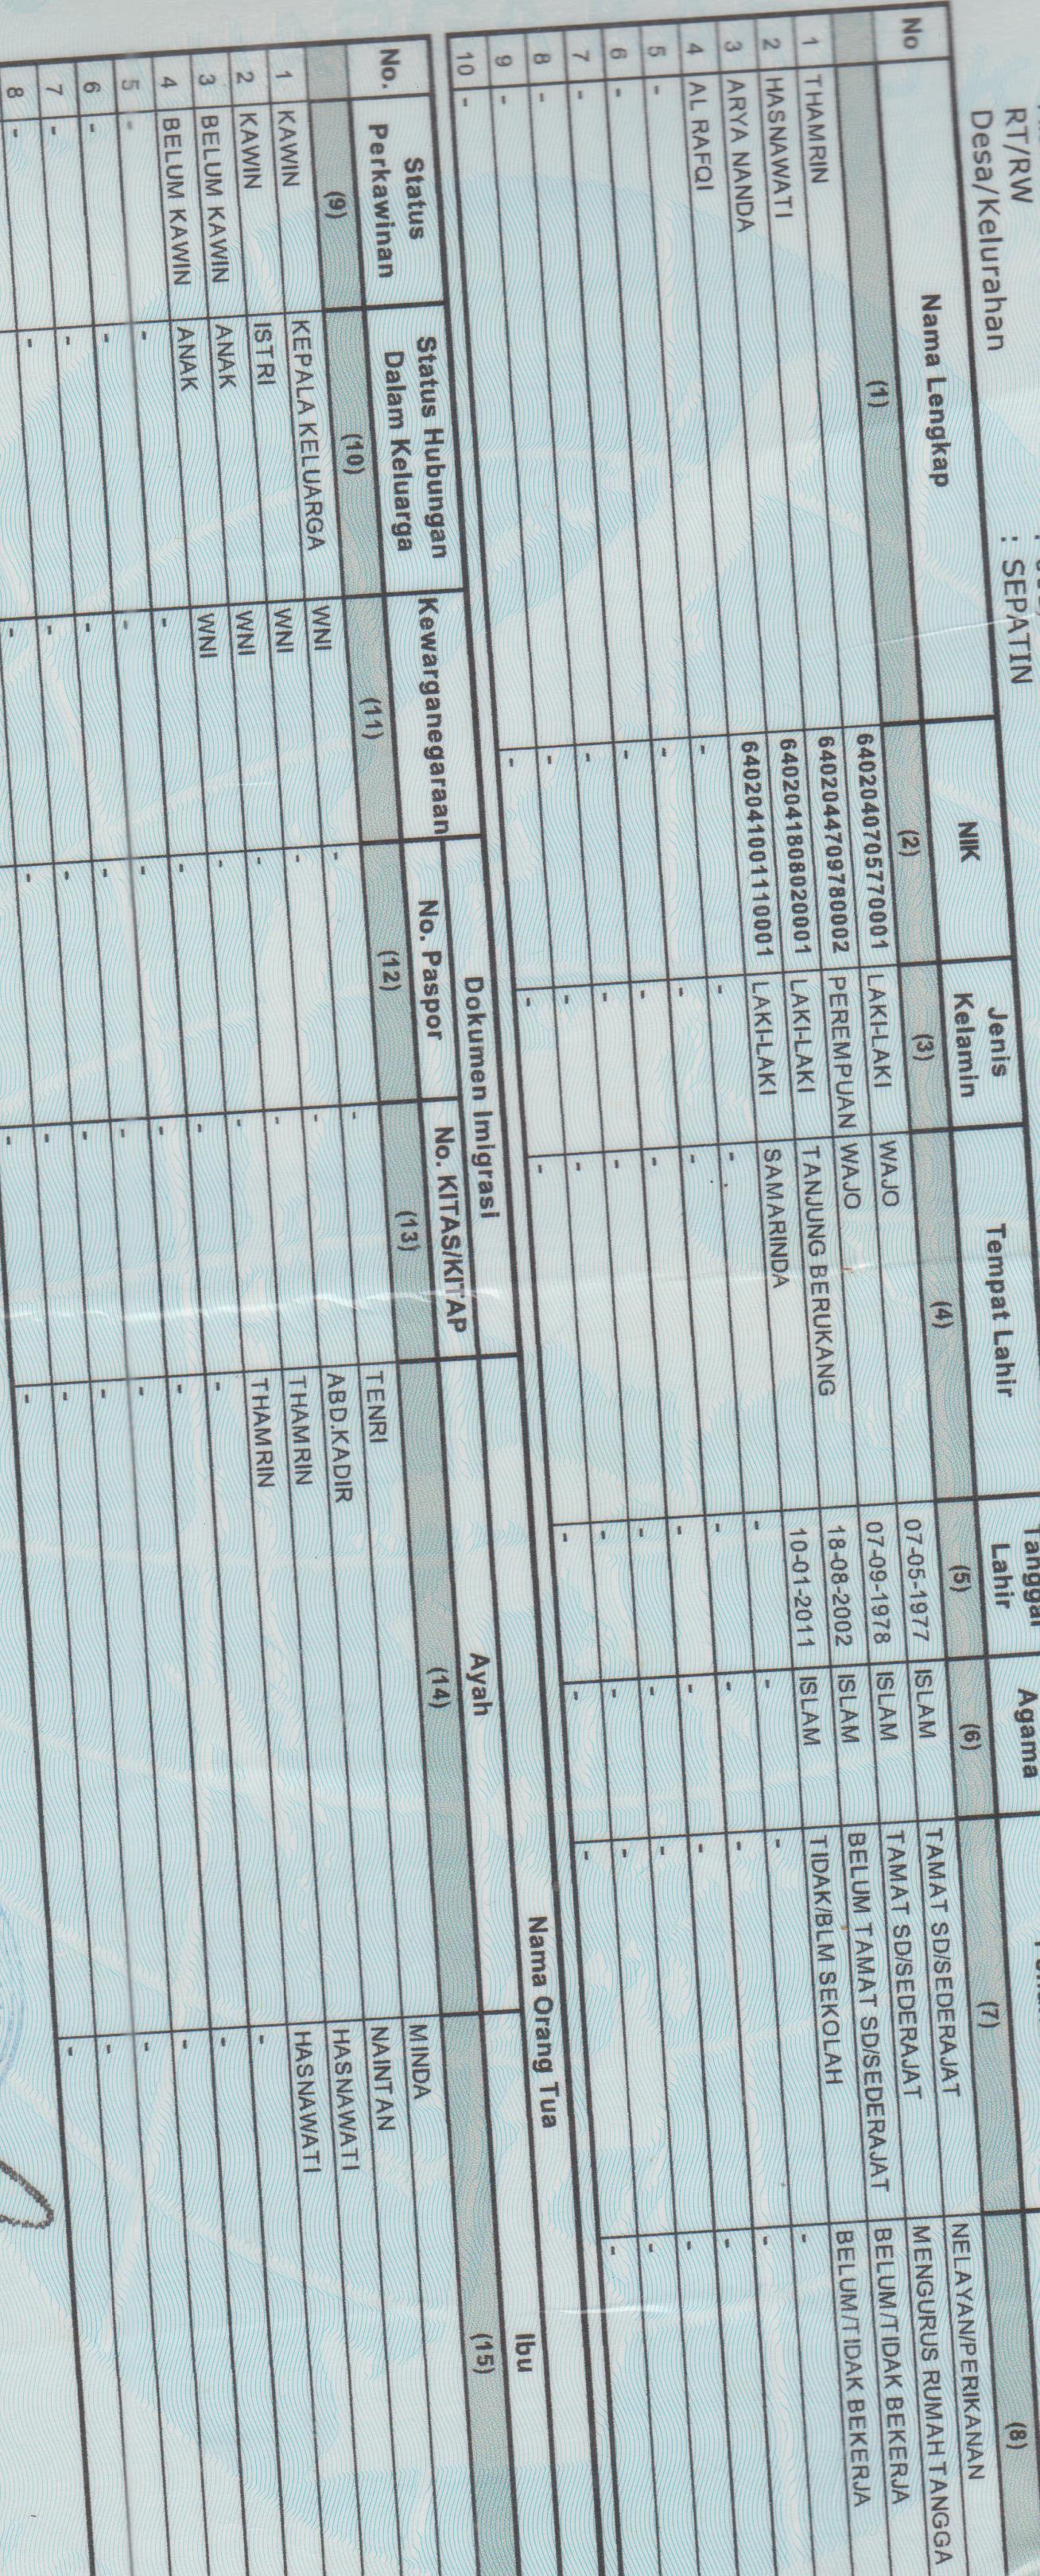 RT/RW
Desa/Kelurahan : SEPATIN
No Nama Lengkap NIK Jenis Kelamin Tempat Lahir Tanggal Lahir Agama
(1) (2) (3) (4) (5) (6) (7) (8)
1 THAMRIN 6402040705770001 LAKI-LAKI WAJO 07-05-1977 ISLAM TAMAT SD/SEDERAJAT NELAYAN/PERIKANAN
2 HASNAWATI 6402044709780002 PEREMPUAN WAJO 07-09-1978 ISLAM TAMAT SD/SEDERAJAT MENGURUS RUMAH TANGGA
3 ARYA NANDA 6402041808020001 LAKI-LAKI TANJUNG BERUKANG 18-08-2002 ISLAM BELUM TAMAT SD/SEDERAJAT BELUM/TIDAK BEKERJA
4 AL RAFQI 6402041001110001 LAKI-LAKI SAMARINDA 10-01-2011 ISLAM TIDAK/BLM SEKOLAH BELUM/TIDAK BEKERJA
5 - - - - - - - -
6 - - - - - - - -
7 - - - - - - - -
8 - - - - - - - -
9 - - - - - - - -
10 - - - - - - - -
No. Status Perkawinan Status Hubungan Dalam Keluarga Kewarganegaraan Dokumen Imigrasi Nama Orang Tua
No. Paspor No. KITAS/KITAP Ayah Ibu
(9) (10) (11) (12) (13) (14) (15)
1 KAWIN KEPALA KELUARGA WNI - - TENRI MINDA
2 KAWIN ISTRI WNI - - ABD.KADIR NAINTAN
3 BELUM KAWIN ANAK WNI - - THAMRIN HASNAWATI
4 BELUM KAWIN ANAK WNI - - THAMRIN HASNAWATI
5 - - - - - - -
6 - - - - - - -
7 - - - - - - -
8 - - - - - - -